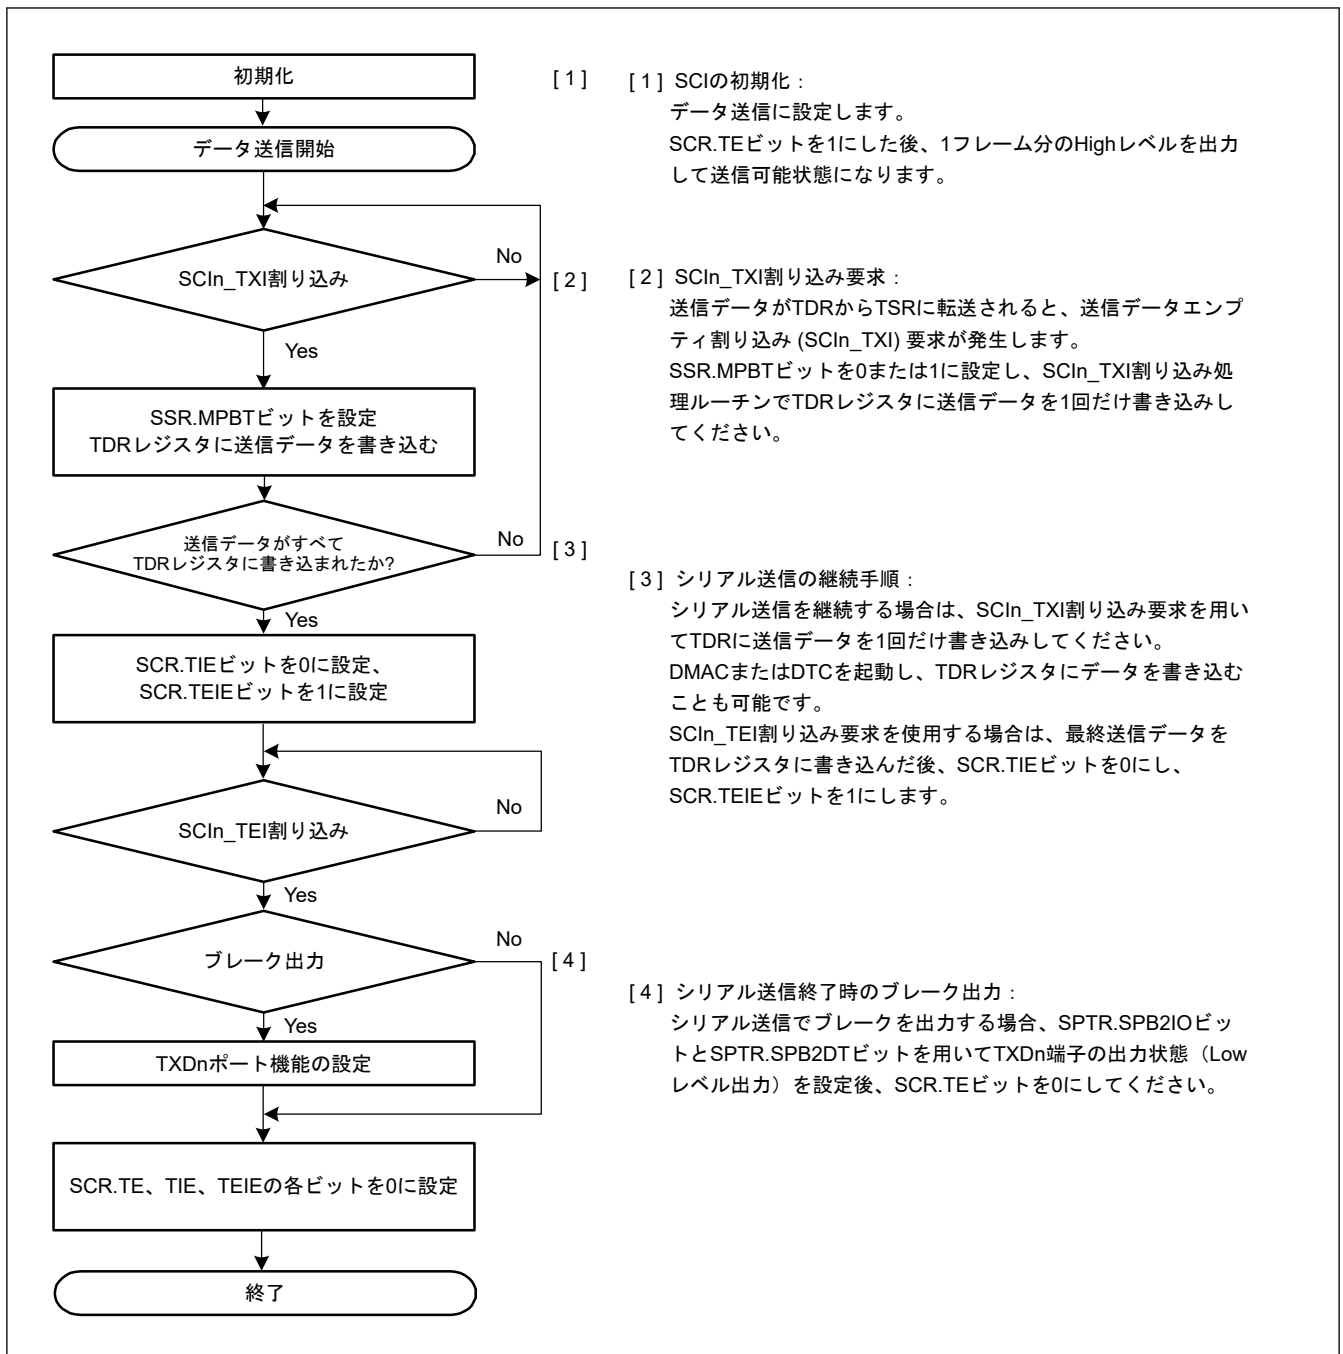 初期化
[ 1 ]
データ送信開始
SCIn_TXI割り込み
No
[ 2 ]
Yes
SSR.MPBTビットを設定
TDRレジスタに送信データを書き込む
送信データがすべて
TDRレジスタに書き込まれたか?
No
[ 3 ]
Yes
SCR.TIEビットを0に設定、
SCR.TEIEビットを1に設定
SCIn_TEI割り込み
No
Yes
ブレーク出力
No
[ 4 ]
Yes
TXDnポート機能の設定
SCR.TE、TIE、TEIEの各ビットを0に設定
終了
[ 1 ] SCIの初期化：
データ送信に設定します。
SCR.TEビットを1にした後、1フレーム分のHighレベルを出力
して送信可能状態になります。
[ 2 ] SCIn_TXI割り込み要求：
送信データがTDRからTSRに転送されると、送信データエンプ
ティ割り込み (SCIn_TXI) 要求が発生します。
SSR.MPBTビットを0または1に設定し、SCIn_TXI割り込み処
理ルーチンでTDRレジスタに送信データを1回だけ書き込みし
てください。
[ 3 ] シリアル送信の継続手順：
シリアル送信を継続する場合は、SCIn_TXI割り込み要求を用い
てTDRに送信データを1回だけ書き込みしてください。
DMACまたはDTCを起動し、TDRレジスタにデータを書き込む
ことも可能です。
SCIn_TEI割り込み要求を使用する場合は、最終送信データを
TDRレジスタに書き込んだ後、SCR.TIEビットを0にし、
SCR.TEIEビットを1にします。
[ 4 ] シリアル送信終了時のブレーク出力：
シリアル送信でブレークを出力する場合、SPTR.SPB2IOビッ
トとSPTR.SPB2DTビットを用いてTXDn端子の出力状態（Low
レベル出力）を設定後、SCR.TEビットを0にしてください。